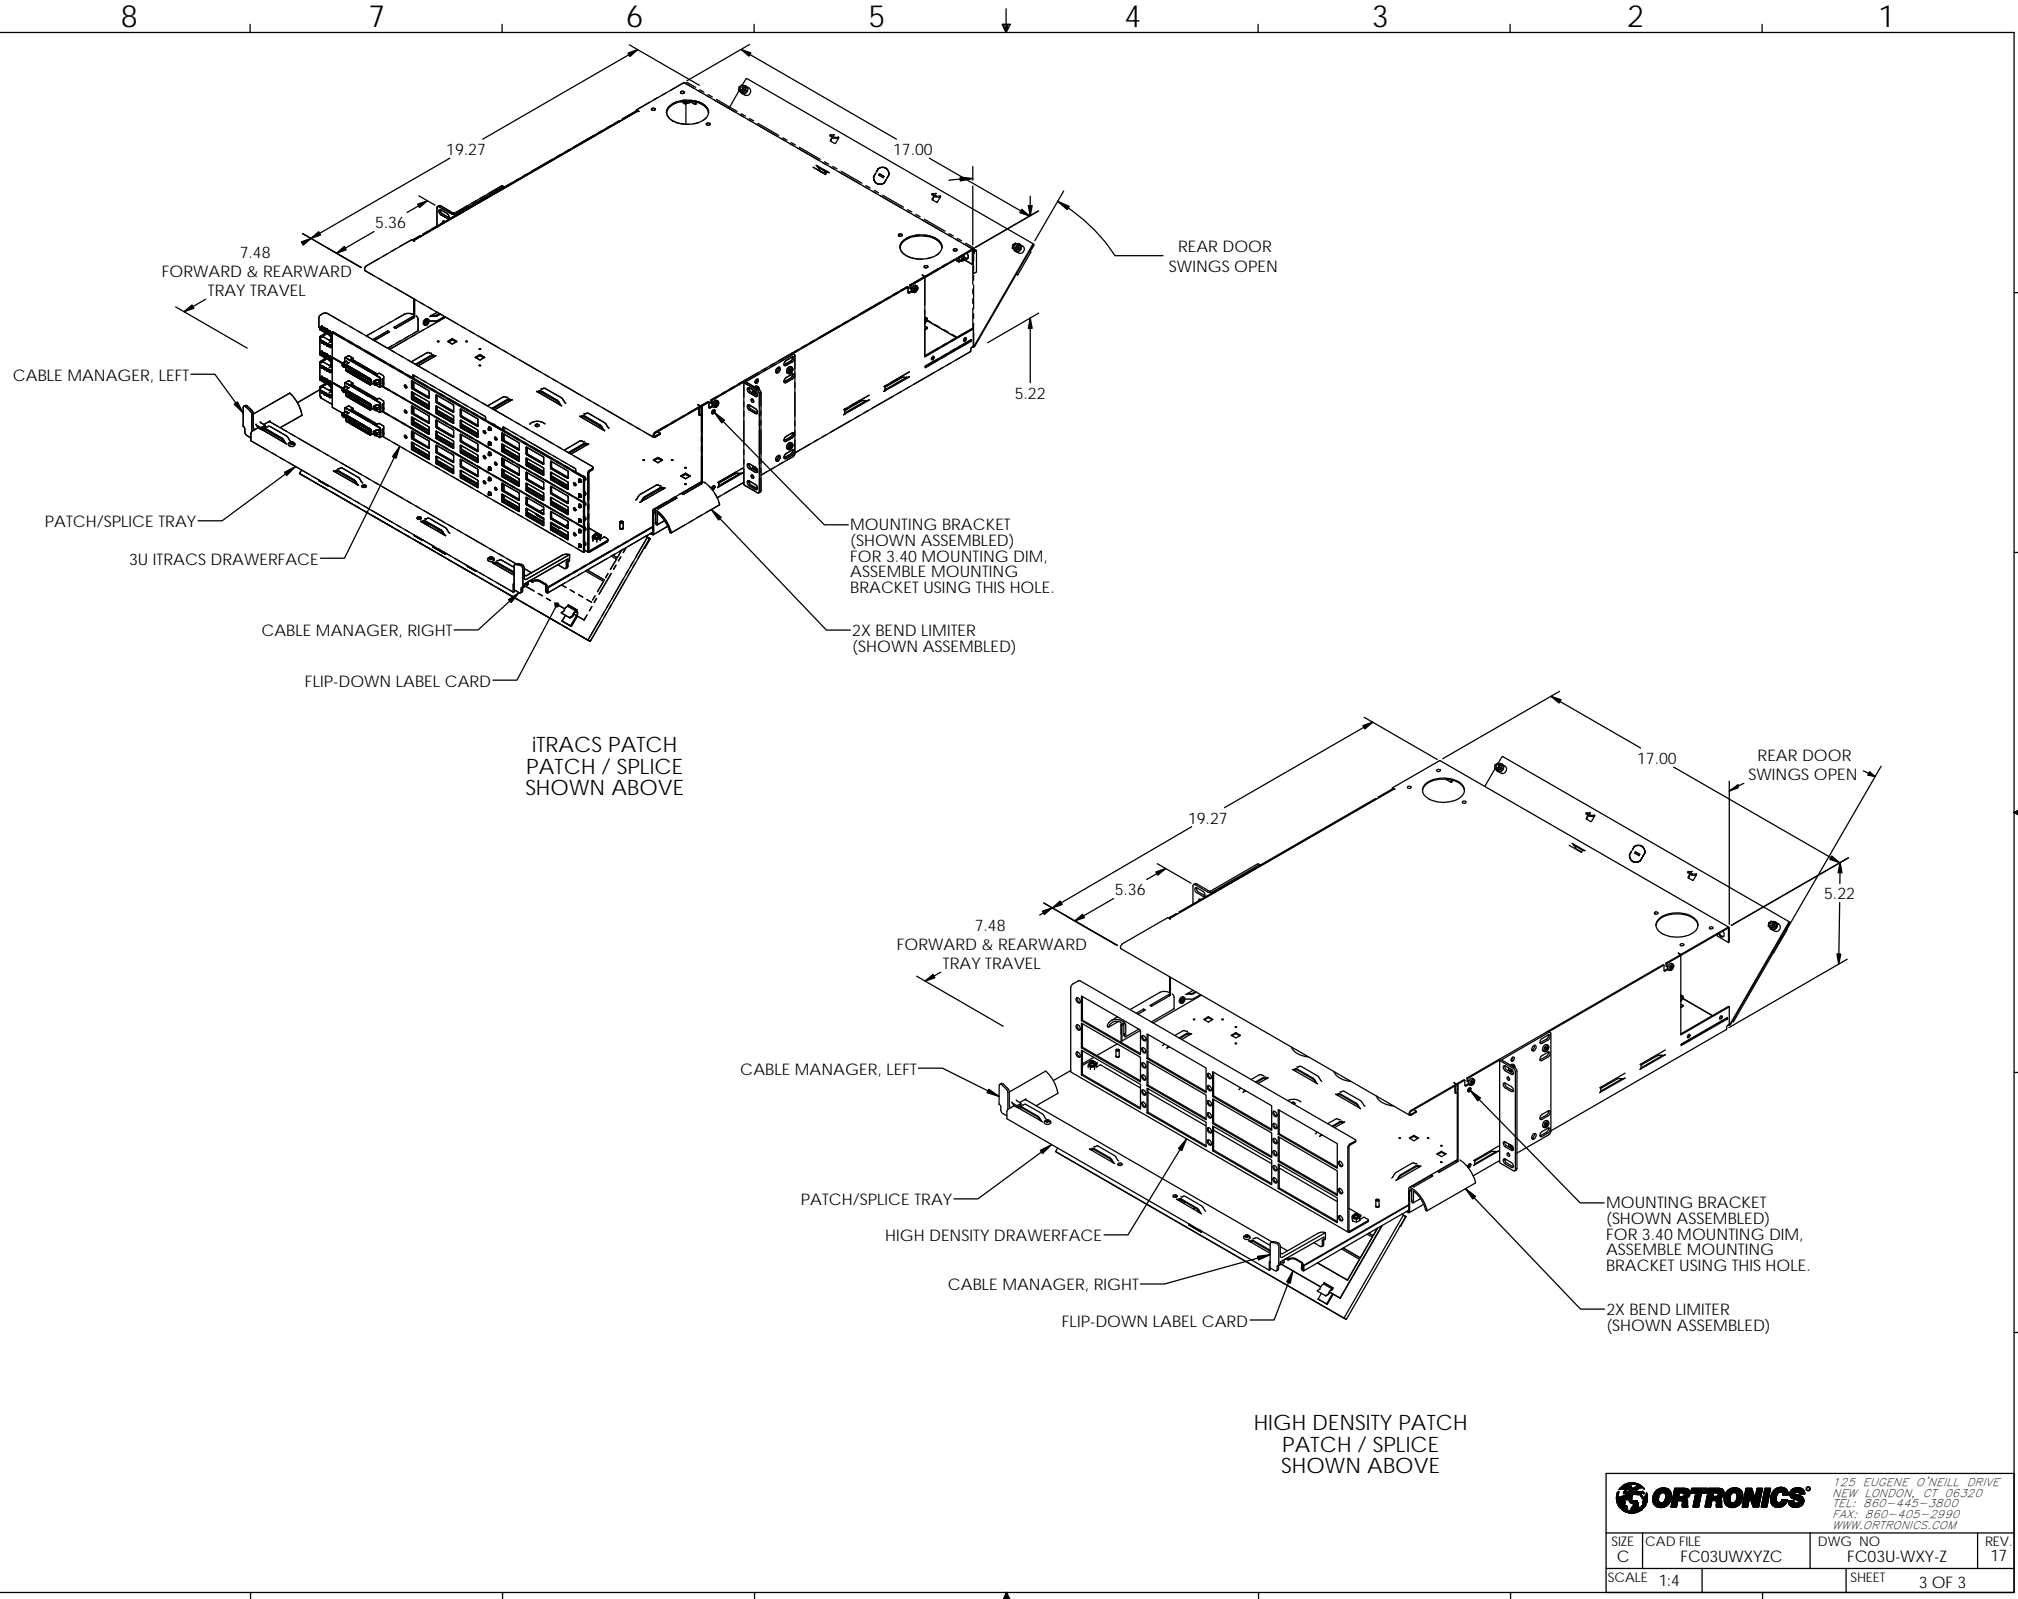 8 7 6 5 4 3 2 1
19.27
17.00
5.36
7.48
FORWARD & REARWARD
TRAY TRAVEL
REAR DOOR
SWINGS OPEN
5.22
CABLE MANAGER, LEFT
PATCH/SPLICE TRAY
3U ITRACS DRAWERFACE
CABLE MANAGER, RIGHT
FLIP-DOWN LABEL CARD
MOUNTING BRACKET
(SHOWN ASSEMBLED)
FOR 3.40 MOUNTING DIM,
ASSEMBLE MOUNTING
BRACKET USING THIS HOLE.
2X BEND LIMITER
(SHOWN ASSEMBLED)
iTRACS PATCH
PATCH / SPLICE
SHOWN ABOVE
17.00
REAR DOOR
SWINGS OPEN
19.27
5.36
5.22
7.48
FORWARD & REARWARD
TRAY TRAVEL
CABLE MANAGER, LEFT
PATCH/SPLICE TRAY
HIGH DENSITY DRAWERFACE
CABLE MANAGER, RIGHT
FLIP-DOWN LABEL CARD
MOUNTING BRACKET
(SHOWN ASSEMBLED)
FOR 3.40 MOUNTING DIM,
ASSEMBLE MOUNTING
BRACKET USING THIS HOLE.
2X BEND LIMITER
(SHOWN ASSEMBLED)
HIGH DENSITY PATCH
PATCH / SPLICE
SHOWN ABOVE
ORTRONICS®
125 EUGENE O'NEILL DRIVE
NEW LONDON, CT 06320
TEL: 860-445-3800
FAX: 860-405-2990
WWW.ORTRONICS.COM
SIZE CAD FILE DWG NO REV.
C FC03UWXYZC FC03U-WXY-Z 17
SCALE 1:4 SHEET 3 OF 3